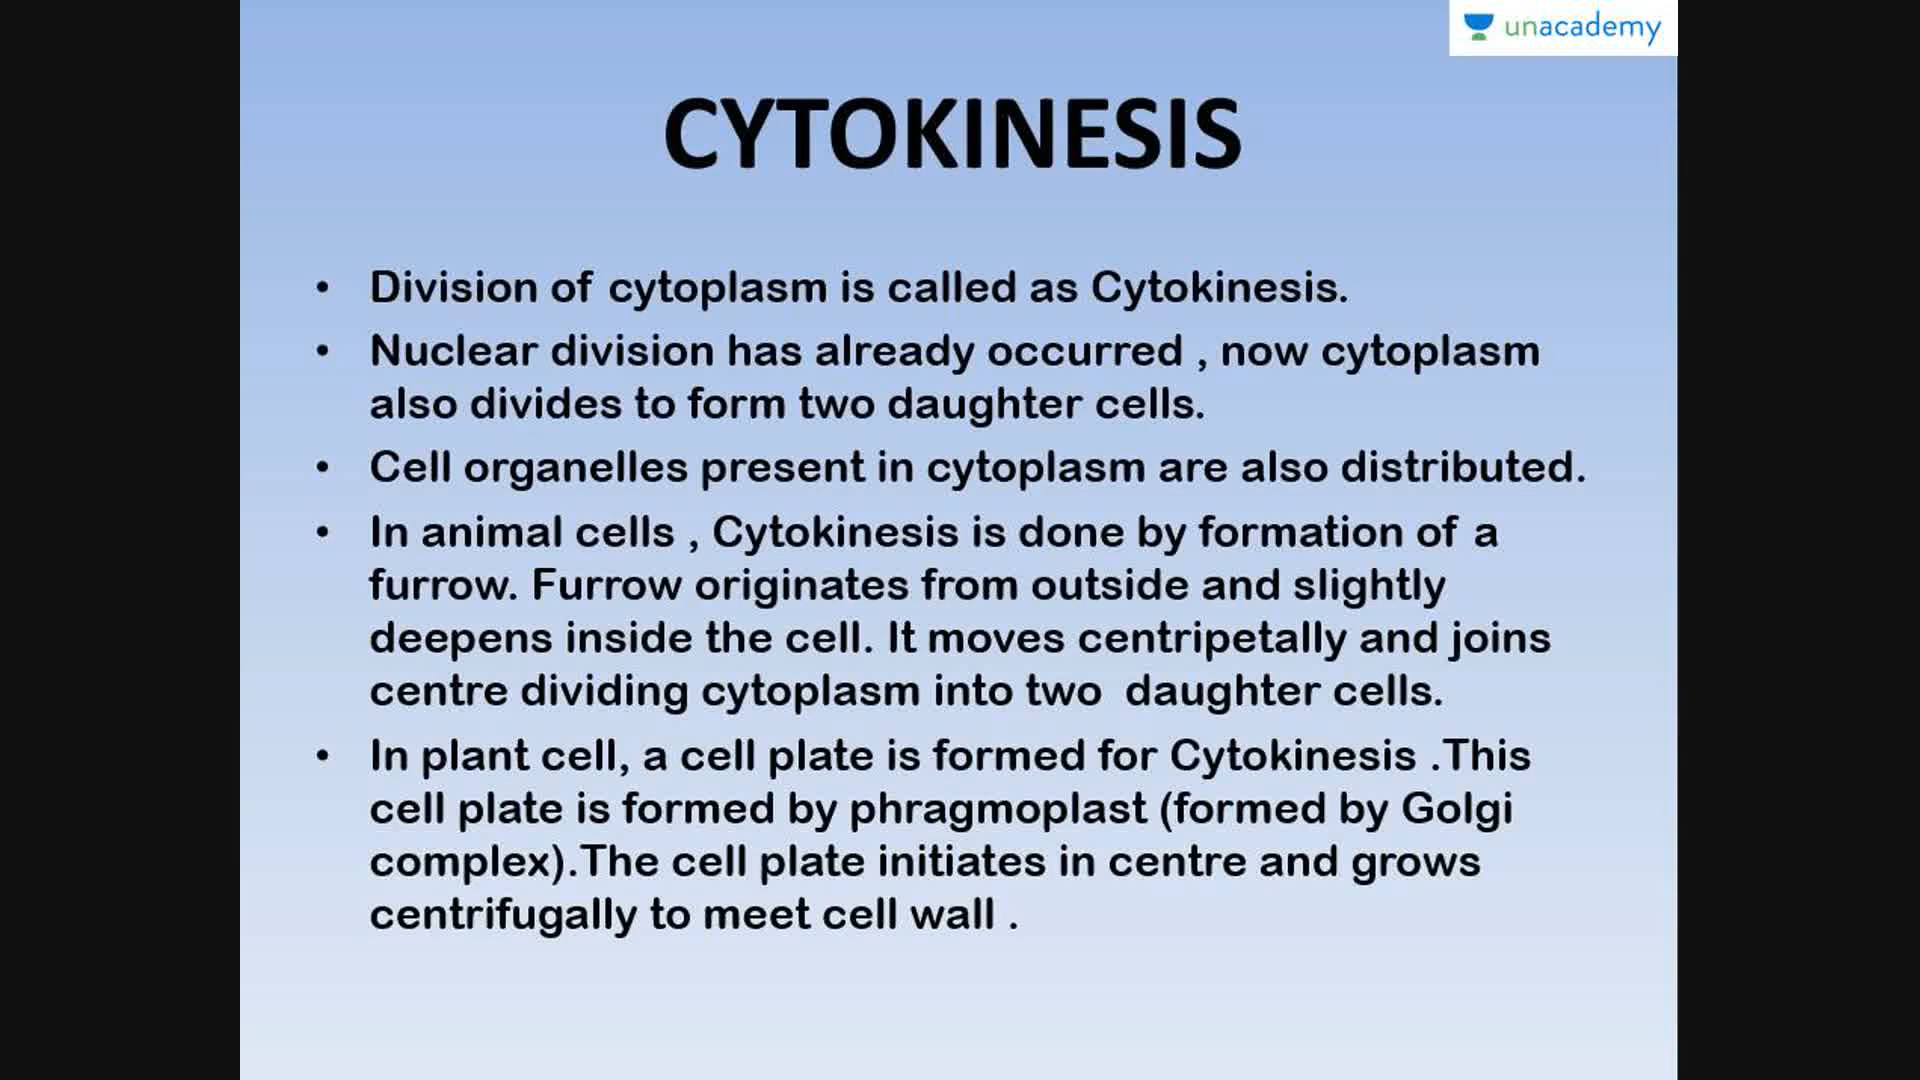 unacademy
CYTOKINESIS
• Division of cytoplasm is called as Cytokinesis.
• Nuclear division has already occurred , now cytoplasm
also divides to form two daughter cells.
• Cell organelles present in cytoplasm are also distributed.
• In animal cells , Cytokinesis is done by formation of a
furrow. Furrow originates from outside and slightly
deepens inside the cell. It moves centripetally and joins
centre dividing cytoplasm into two daughter cells.
• In plant cell, a cell plate is formed for Cytokinesis .This
cell plate is formed by phragmoplast (formed by Golgi
complex).The cell plate initiates in centre and grows
centrifugally to meet cell wall .